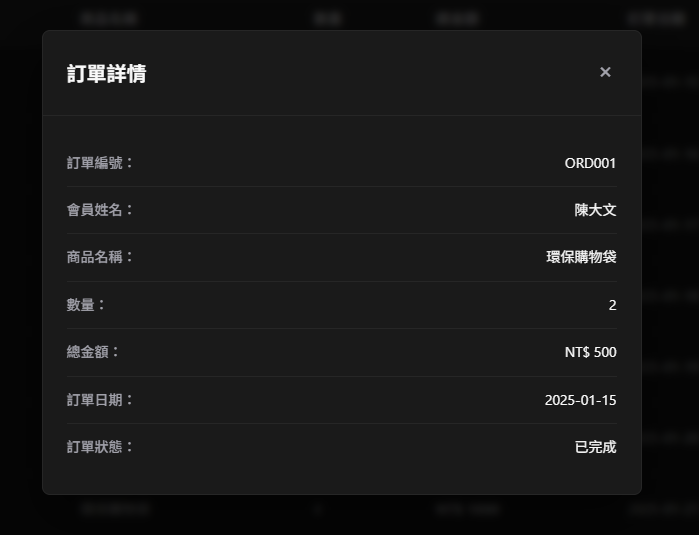 訂單詳情 ×
訂單編號： ORD001
會員姓名： 陳大文
商品名稱： 環保購物袋
數量： 2
總金額： NT$ 500
訂單日期： 2025-01-15
訂單狀態： 已完成